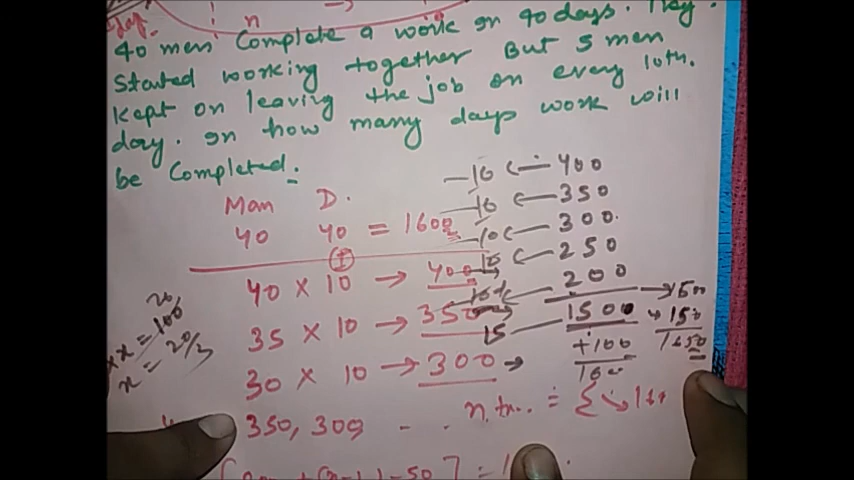 n
40 men Complete a work in 40 days. They
started working together But 5 men
kept on leaving the job on every 10th
day. In how many days work will
be Completed.
Man D.
40 40 = 1600
40 × 10 → 400
35 × 10 → 350
30 × 10 → 300 →
350, 300, . . n.tn. =
10 ← 400
10 ← 350
10 ← 300
10 ← 250
← 200
15 1500
+100
→ 1500
+ 150
1650
x = 100
x = 20/3